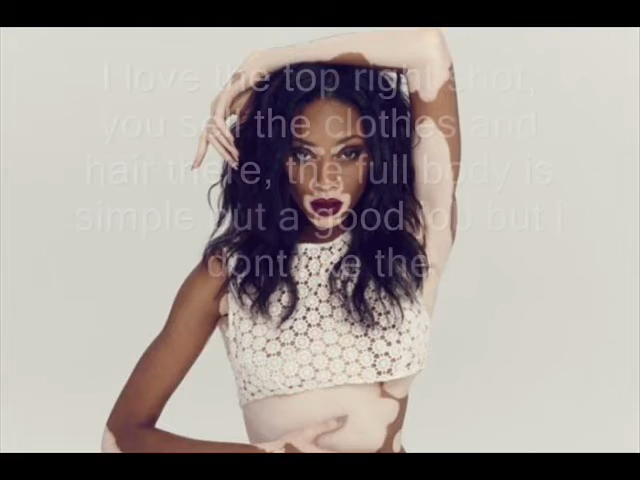 I love the top right shot,
you see the clothes and
hair there, the full body is
simple but a good job but I
dont the